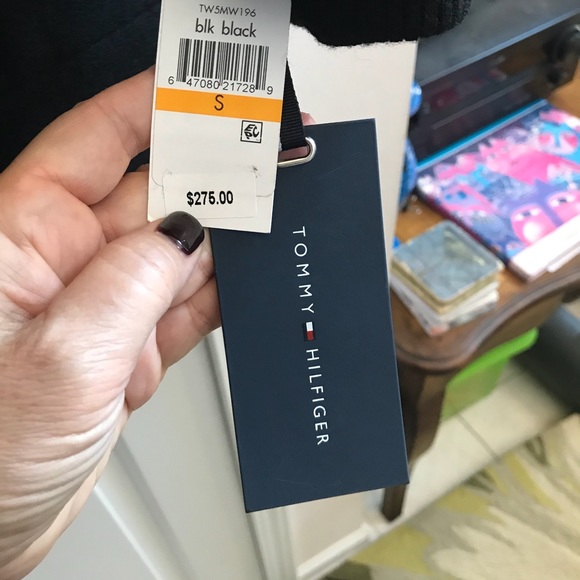 TW5MW196
blk black
6 47080 21728 9
S
$275.00
TOMMY HILFIGER